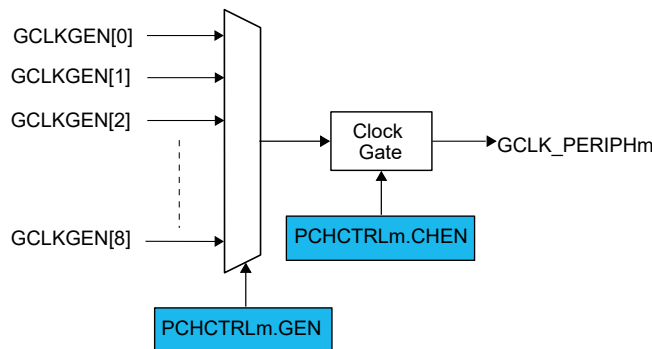 GCLKGEN[0]
GCLKGEN[1]
GCLKGEN[2]
Clock
Gate
GCLK_PERIPHm
GCLKGEN[8]
PCHCTRLm.CHEN
PCHCTRLm.GEN